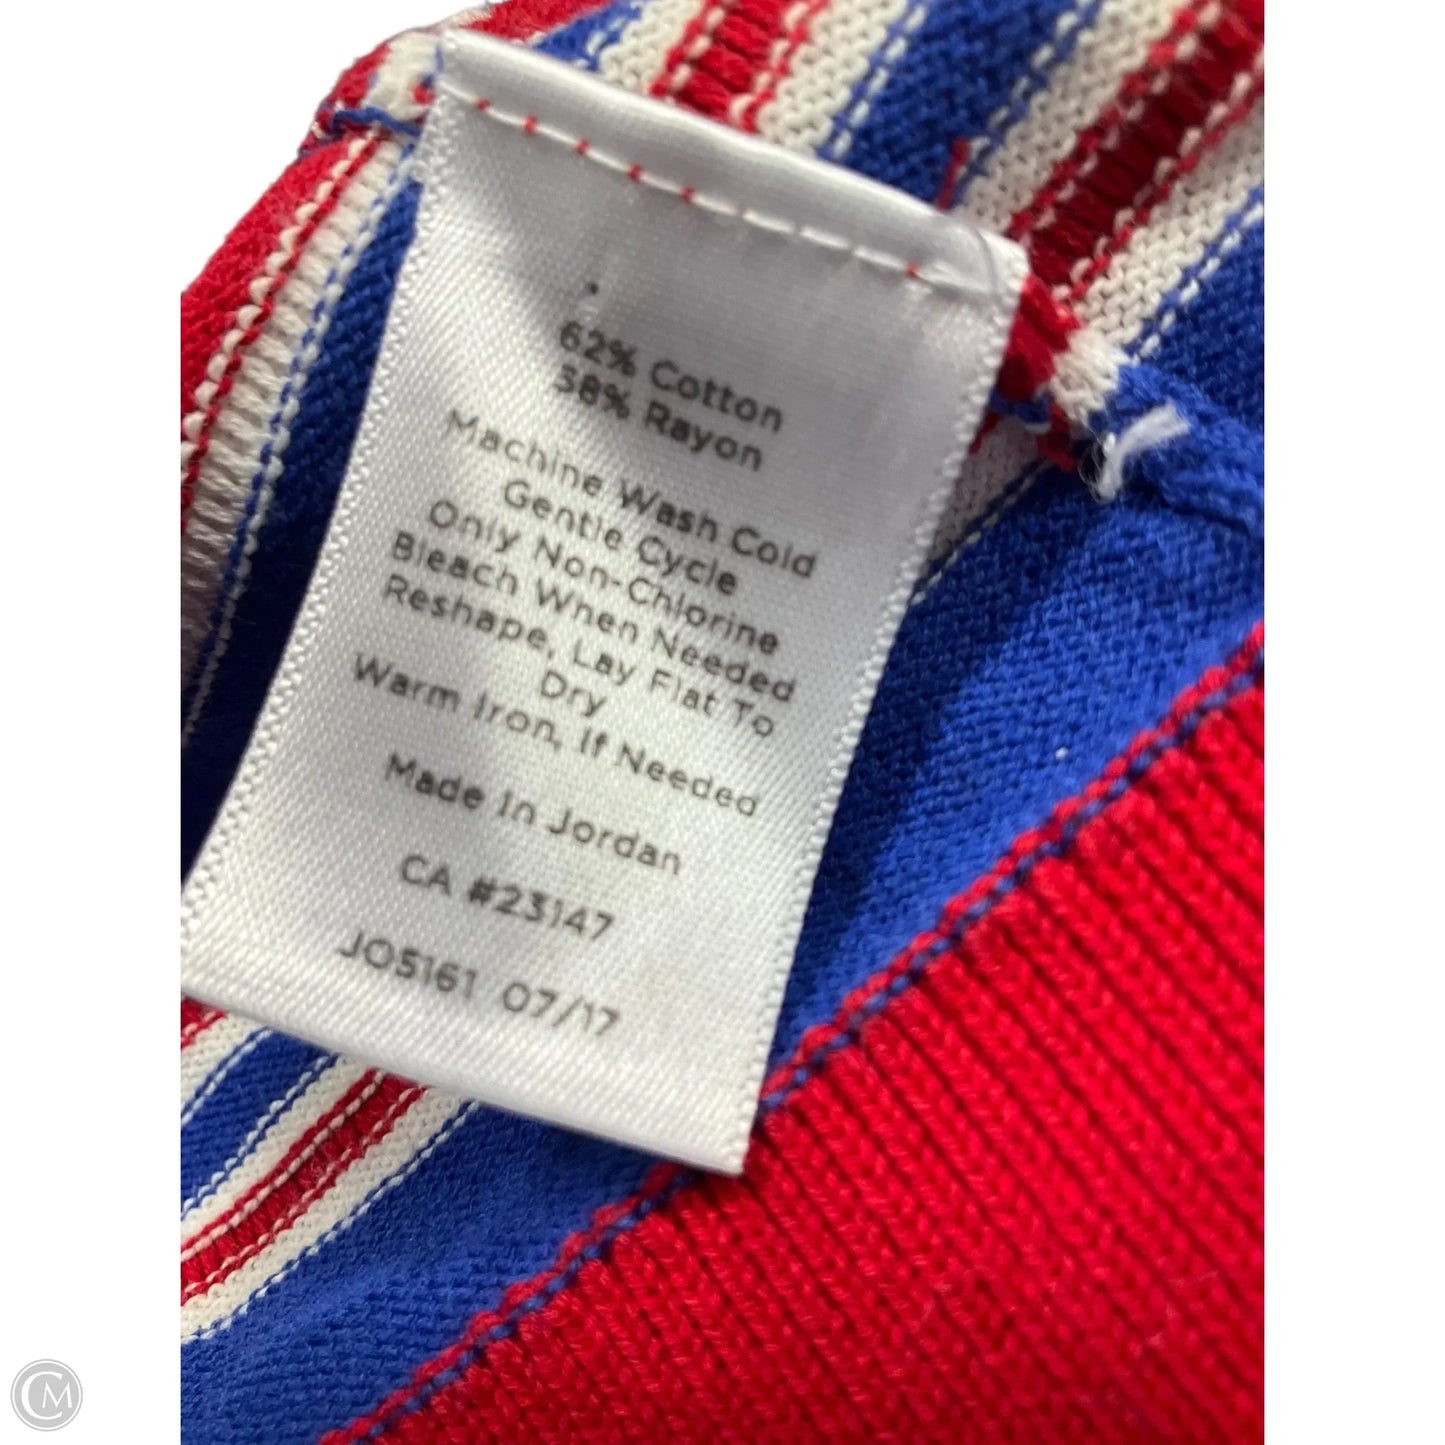 62% Cotton
38% Rayon
Machine Wash Cold
Gentle Cycle
Only Non-Chlorine
Bleach When Needed
Reshape, Lay Flat To
Dry
Warm Iron, If Needed
Made In Jordan
CA #23147
JO5161 07/17
CM